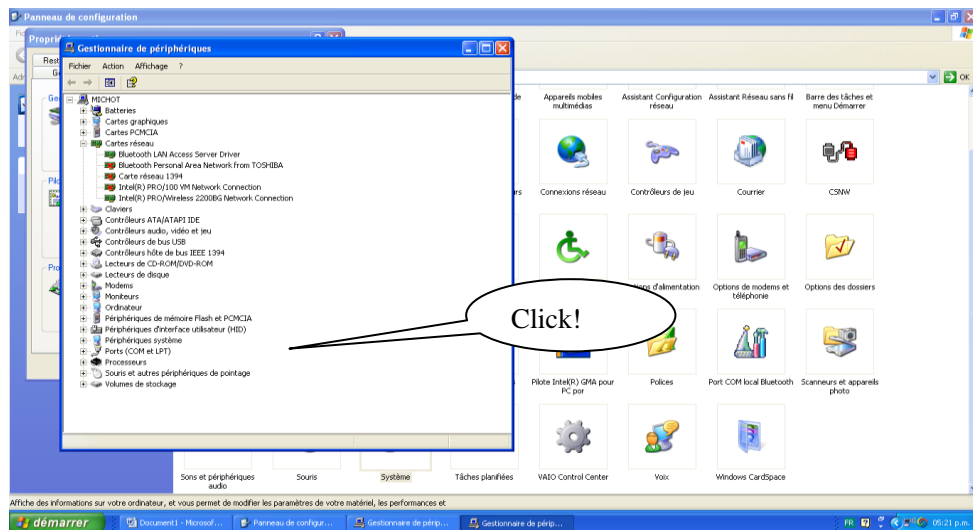 Panneau de configuration
Gestionnaire de périphériques
Fichier Action Affichage ?
MICHOT
Batteries
Cartes graphiques
Cartes PCMCIA
Cartes réseau
Bluetooth LAN Access Server Driver
Bluetooth Personal Area Network from TOSHIBA
Carte réseau 1394
Intel(R) PRO/100 VM Network Connection
Intel(R) PRO/Wireless 2200BG Network Connection
Claviers
Contrôleurs ATA/ATAPI IDE
Contrôleurs audio, vidéo et jeu
Contrôleurs de bus USB
Contrôleurs hôte de bus IEEE 1394
Lecteurs de CD-ROM/DVD-ROM
Lecteurs de disque
Modems
Moniteurs
Ordinateur
Périphériques de mémoire Flash et PCMCIA
Périphériques d'interface utilisateur (HID)
Périphériques système
Ports (COM et LPT)
Processeurs
Souris et autres périphériques de pointage
Volumes de stockage
Click!
OK
Appareils mobiles
multimédias
Assistant Configuration
réseau
Assistant Réseau sans fil
Barre des tâches et
menu Démarrer
Connexions réseau
Contrôleurs de jeu
Courrier
CSNW
d'alimentation
Options de modems et
téléphonie
Options des dossiers
Pilote Intel(R) GMA pour
PC por
Polices
Port COM local Bluetooth
Scanneurs et appareils
photo
Sons et périphériques
audio
Souris
Système
Tâches planifiées
VAIO Control Center
Voix
Windows CardSpace
Affiche des informations sur votre ordinateur, et vous permet de modifier les paramètres de votre matériel, les performances et
démarrer
Document1 - Microsof...
Panneau de configur...
Gestionnaire de périp...
Gestionnaire de périp...
FR
05:21 p.m.